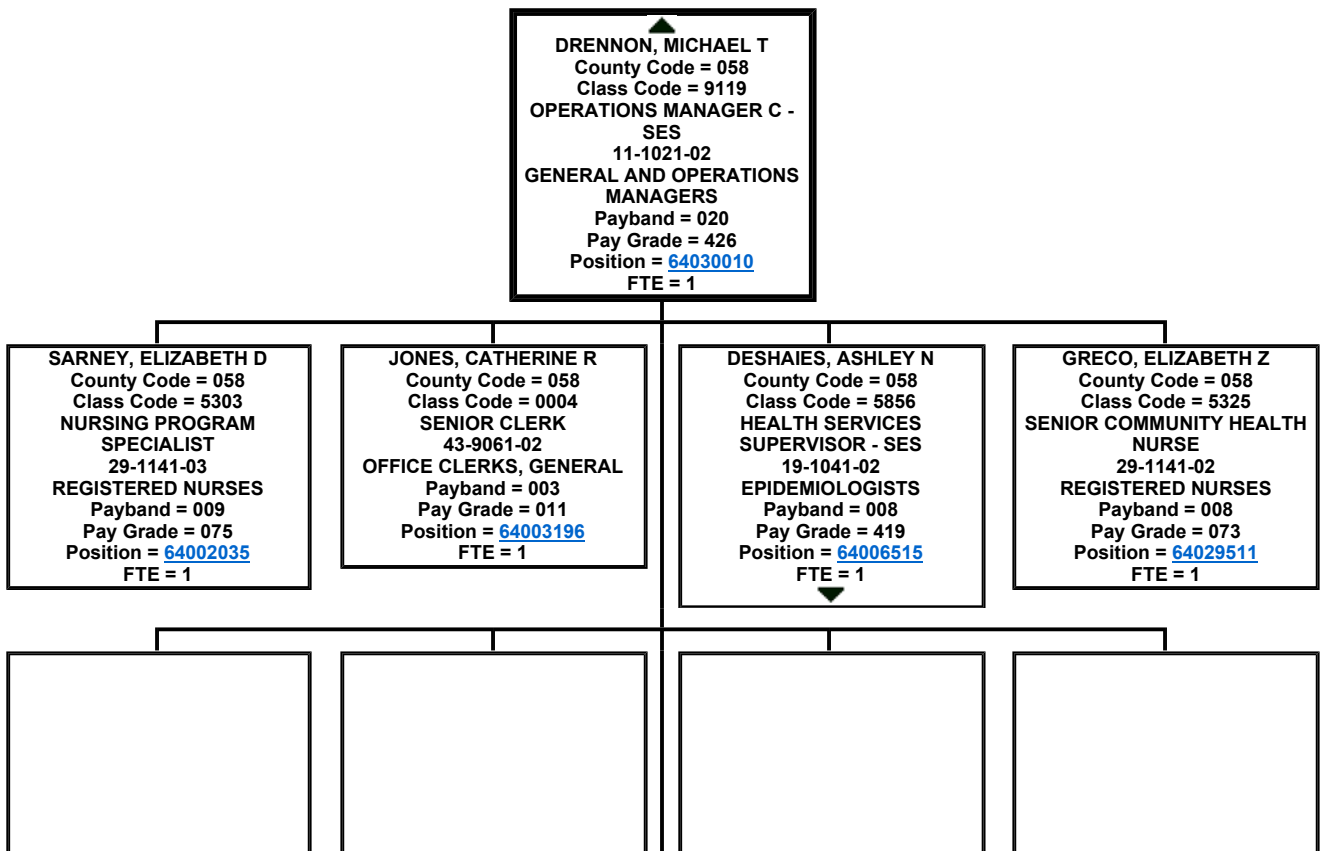 DRENNON, MICHAEL T
County Code = 058
Class Code = 9119
OPERATIONS MANAGER C -
SES
11-1021-02
GENERAL AND OPERATIONS
MANAGERS
Payband = 020
Pay Grade = 426
Position = 64030010
FTE = 1
SARNEY, ELIZABETH D
County Code = 058
Class Code = 5303
NURSING PROGRAM
SPECIALIST
29-1141-03
REGISTERED NURSES
Payband = 009
Pay Grade = 075
Position = 64002035
FTE = 1
JONES, CATHERINE R
County Code = 058
Class Code = 0004
SENIOR CLERK
43-9061-02
OFFICE CLERKS, GENERAL
Payband = 003
Pay Grade = 011
Position = 64003196
FTE = 1
DESHAIES, ASHLEY N
County Code = 058
Class Code = 5856
HEALTH SERVICES
SUPERVISOR - SES
19-1041-02
EPIDEMIOLOGISTS
Payband = 008
Pay Grade = 419
Position = 64006515
FTE = 1
GRECO, ELIZABETH Z
County Code = 058
Class Code = 5325
SENIOR COMMUNITY HEALTH
NURSE
29-1141-02
REGISTERED NURSES
Payband = 008
Pay Grade = 073
Position = 64029511
FTE = 1